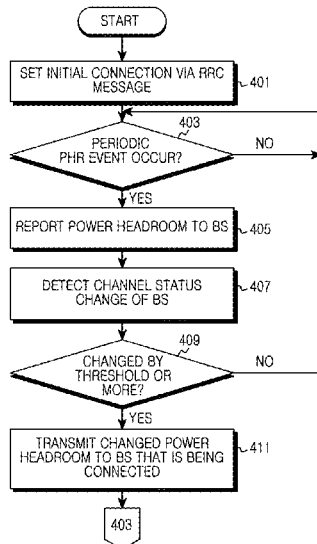 START
SET INITIAL CONNECTION VIA RRC
MESSAGE
401
403
PERIODIC
PHR EVENT OCCUR?
NO
YES
REPORT POWER HEADROOM TO BS
405
DETECT CHANNEL STATUS
CHANGE OF BS
407
409
CHANGED BY
THRESHOLD OR
MORE?
NO
YES
TRANSMIT CHANGED POWER
HEADROOM TO BS THAT IS BEING
CONNECTED
411
403